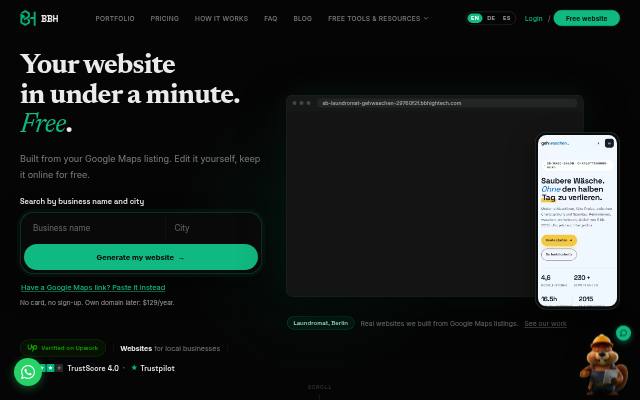 BBH
PORTFOLIO PRICING HOW IT WORKS FAQ BLOG FREE TOOLS & RESOURCES
EN DE ES
Login / Free website
Your website
in under a minute.
Free.
Built from your Google Maps listing. Edit it yourself, keep
it online for free.
Search by business name and city
Business name City
Generate my website →
Have a Google Maps link? Paste it instead
No card, no sign-up. Own domain later: $129/year.
Up Verified on Upwork
Websites for local businesses
TrustScore 4.0 · ★ Trustpilot
Saubere Wäsche.
Ohne den halben
Tag zu verlieren.
4,6 230 +
16.5h 2015
Laundromat, Berlin Real websites we built from Google Maps listings. See our work
SCROLL